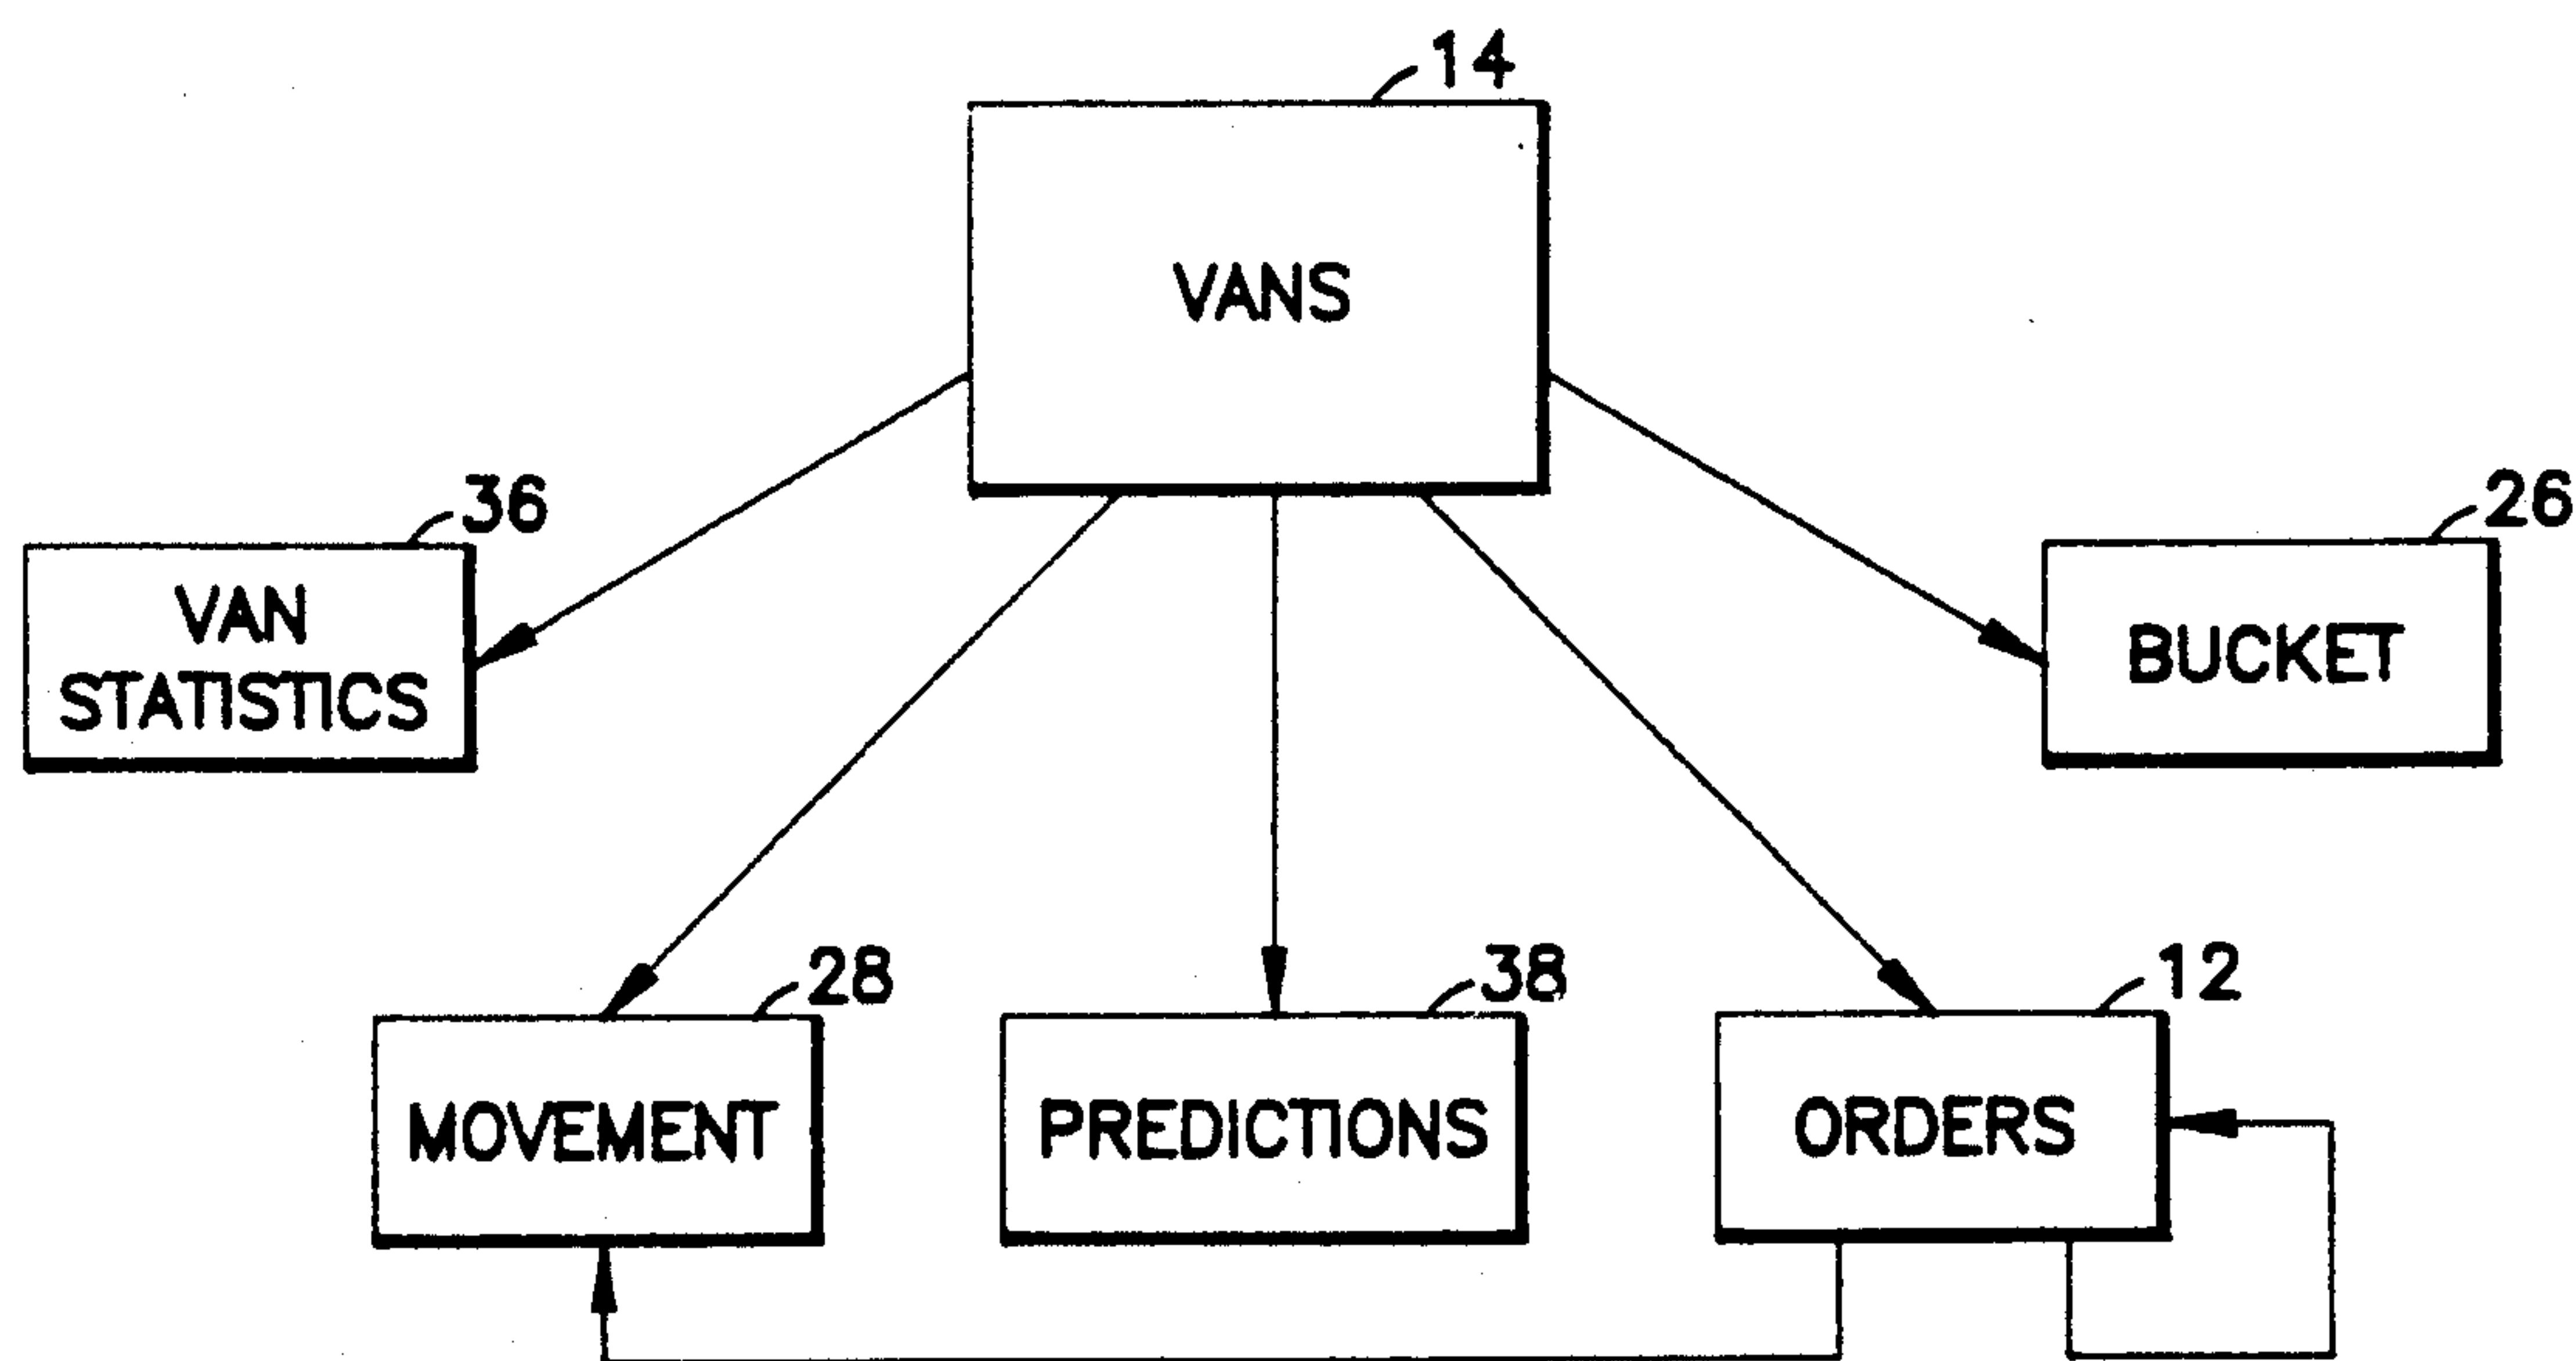 14
VANS
36
VAN
STATISTICS
26
BUCKET
28
MOVEMENT
38
PREDICTIONS
12
ORDERS